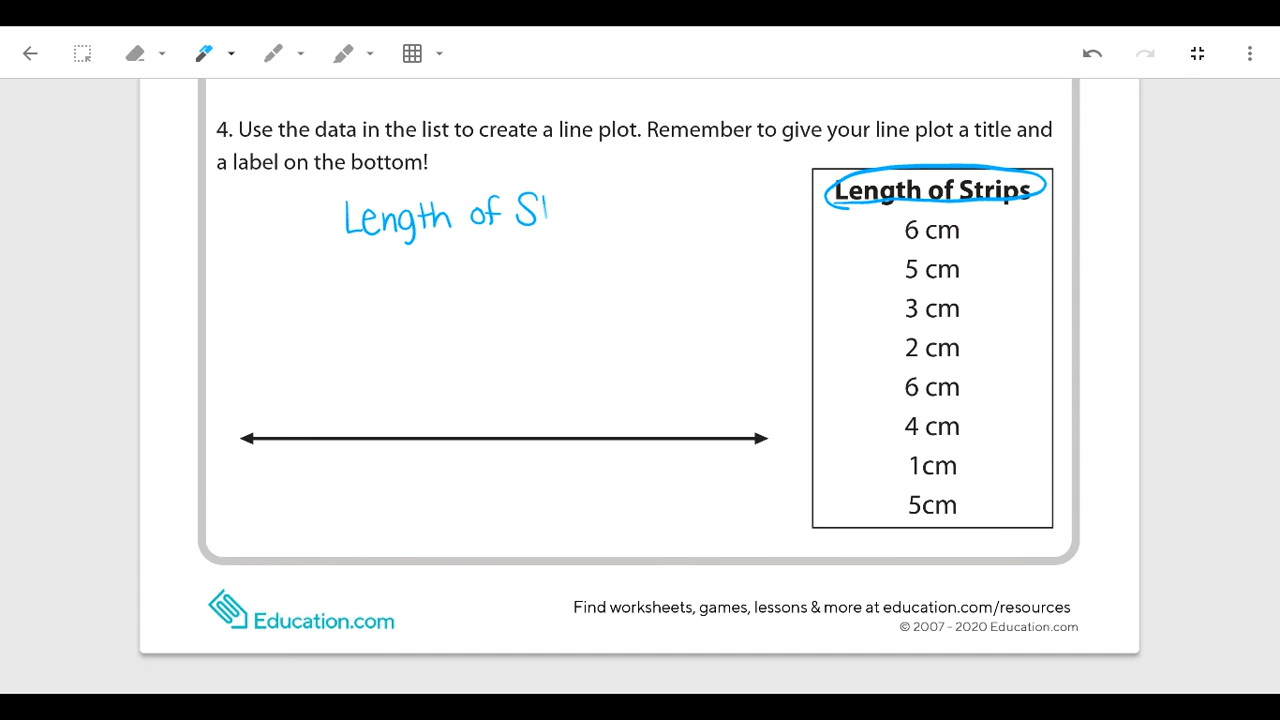 4. Use the data in the list to create a line plot. Remember to give your line plot a title and
a label on the bottom!
Length of St
Length of Strips
6 cm
5 cm
3 cm
2 cm
6 cm
4 cm
1cm
5cm
Education.com
Find worksheets, games, lessons & more at education.com/resources
© 2007 - 2020 Education.com